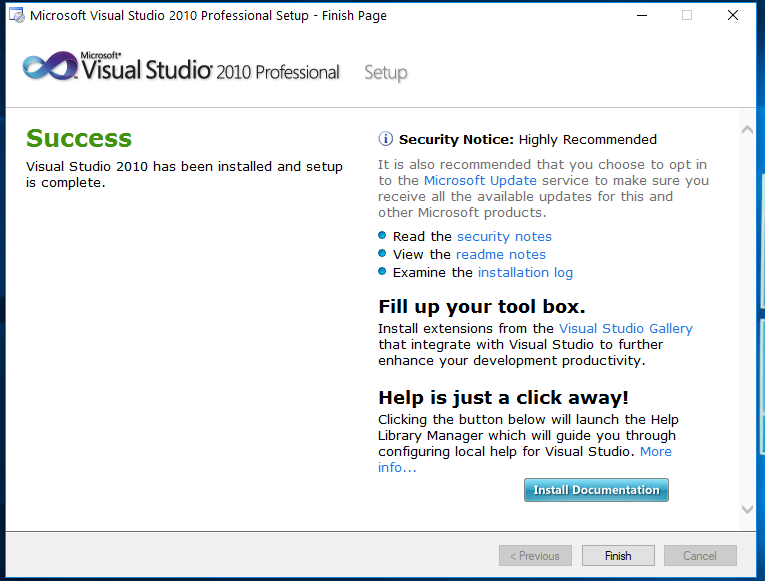 Microsoft Visual Studio 2010 Professional Setup - Finish Page
Microsoft®
Visual Studio® 2010 Professional Setup
Success
Visual Studio 2010 has been installed and setup
is complete.
Security Notice: Highly Recommended
It is also recommended that you choose to opt in
to the Microsoft Update service to make sure you
receive all the available updates for this and
other Microsoft products.
Read the security notes
View the readme notes
Examine the installation log
Fill up your tool box.
Install extensions from the Visual Studio Gallery
that integrate with Visual Studio to further
enhance your development productivity.
Help is just a click away!
Clicking the button below will launch the Help
Library Manager which will guide you through
configuring local help for Visual Studio. More
info...
Install Documentation
< Previous
Finish
Cancel